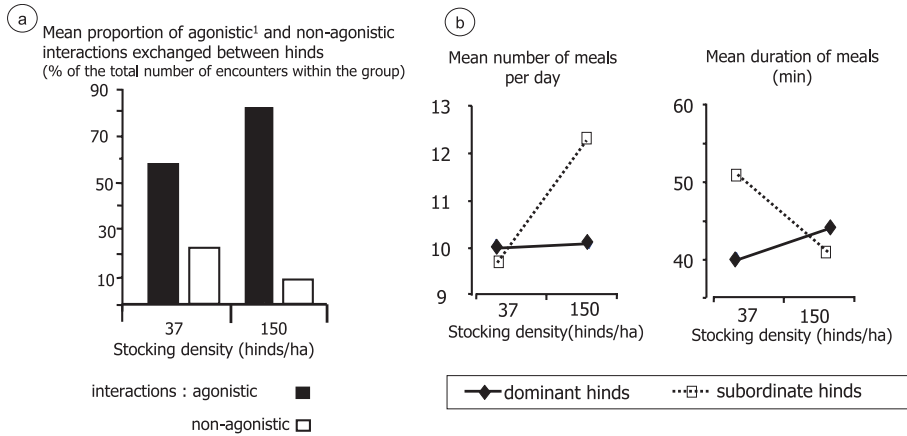 a
Mean proportion of agonistic¹ and non-agonistic
interactions exchanged between hinds
(% of the total number of encounters within the group)
90
70
50
30
10
37
150
Stocking density (hinds/ha)
interactions : agonistic
non-agonistic
b
Mean number of meals
per day
13
12
11
10
9
37
150
Stocking density(hinds/ha)
Mean duration of meals
(min)
60
50
40
37
150
Stocking density(hinds/ha)
dominant hinds
subordinate hinds